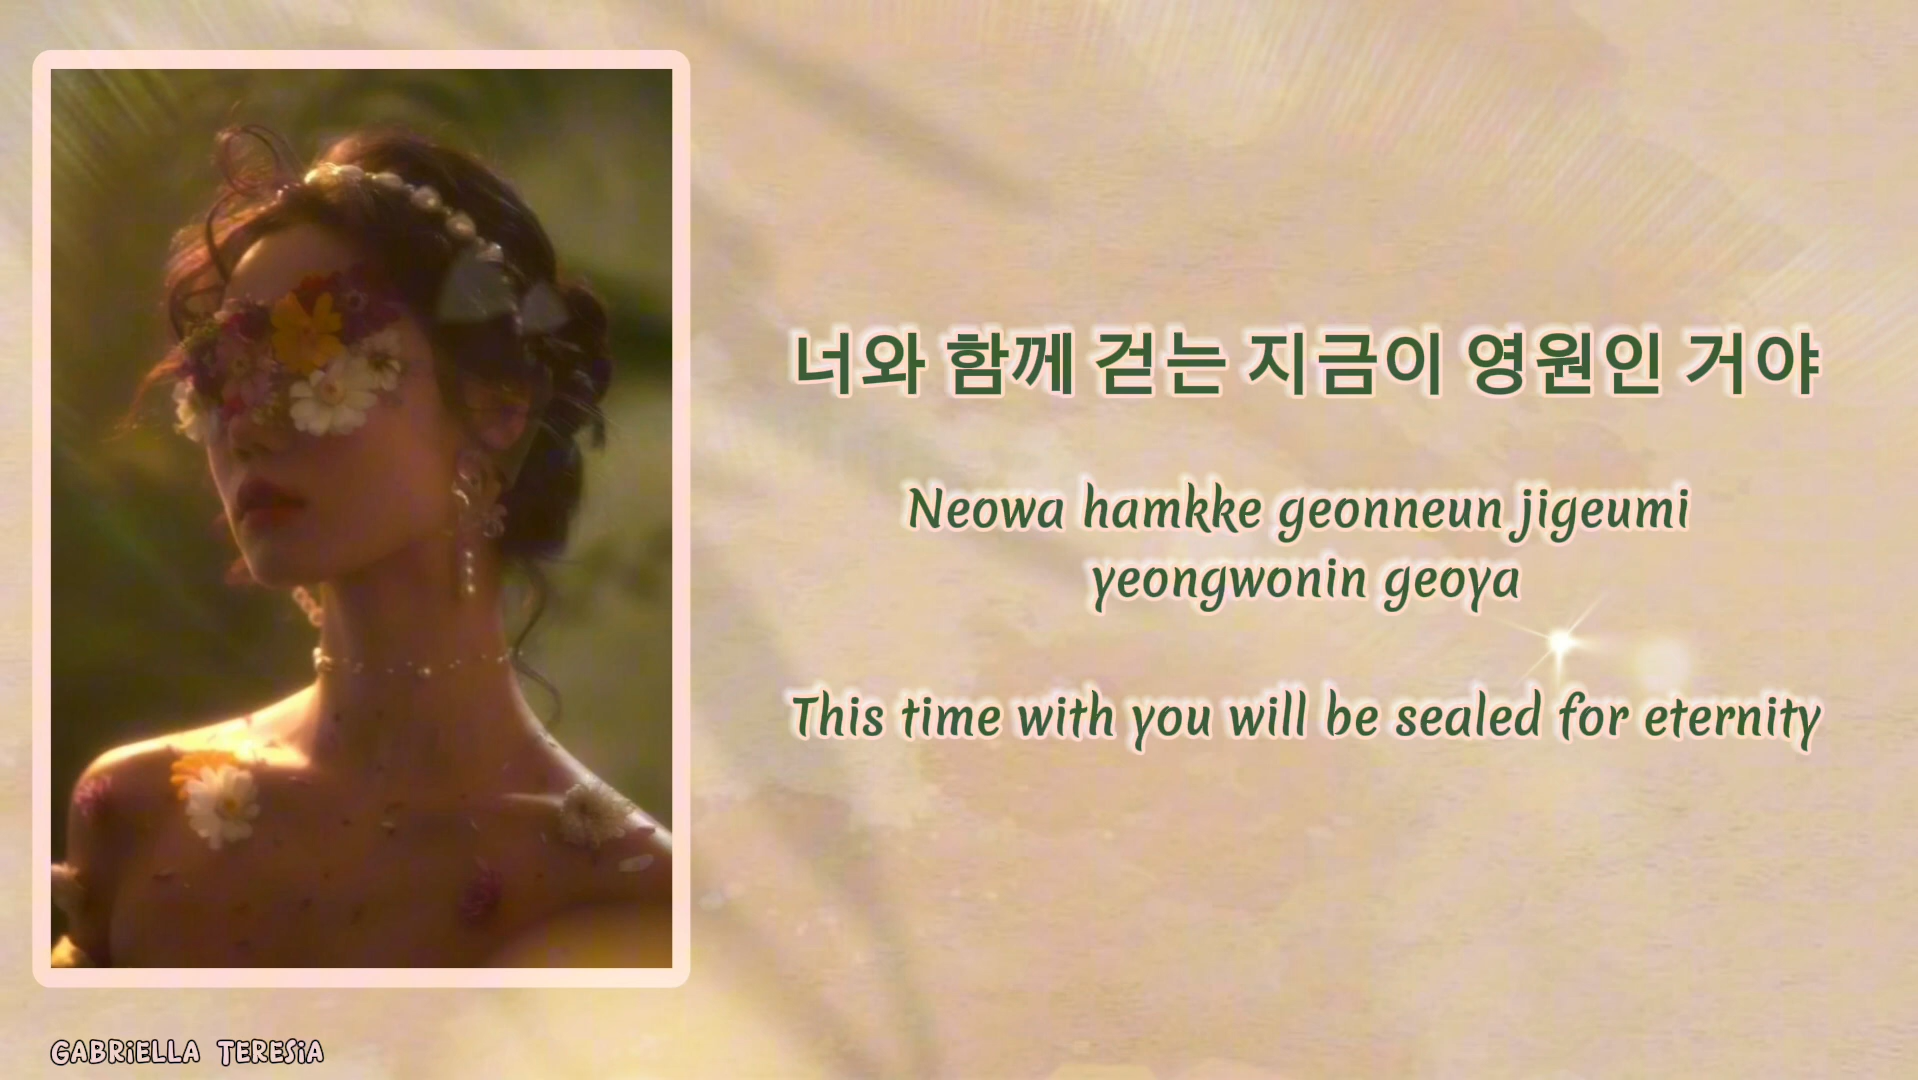 너와 함께 걷는 지금이 영원인 거야
Neowa hamkke geonneun jigeumi
yeongwonin geoya
This time with you will be sealed for eternity
GABRIELLA TERESIA